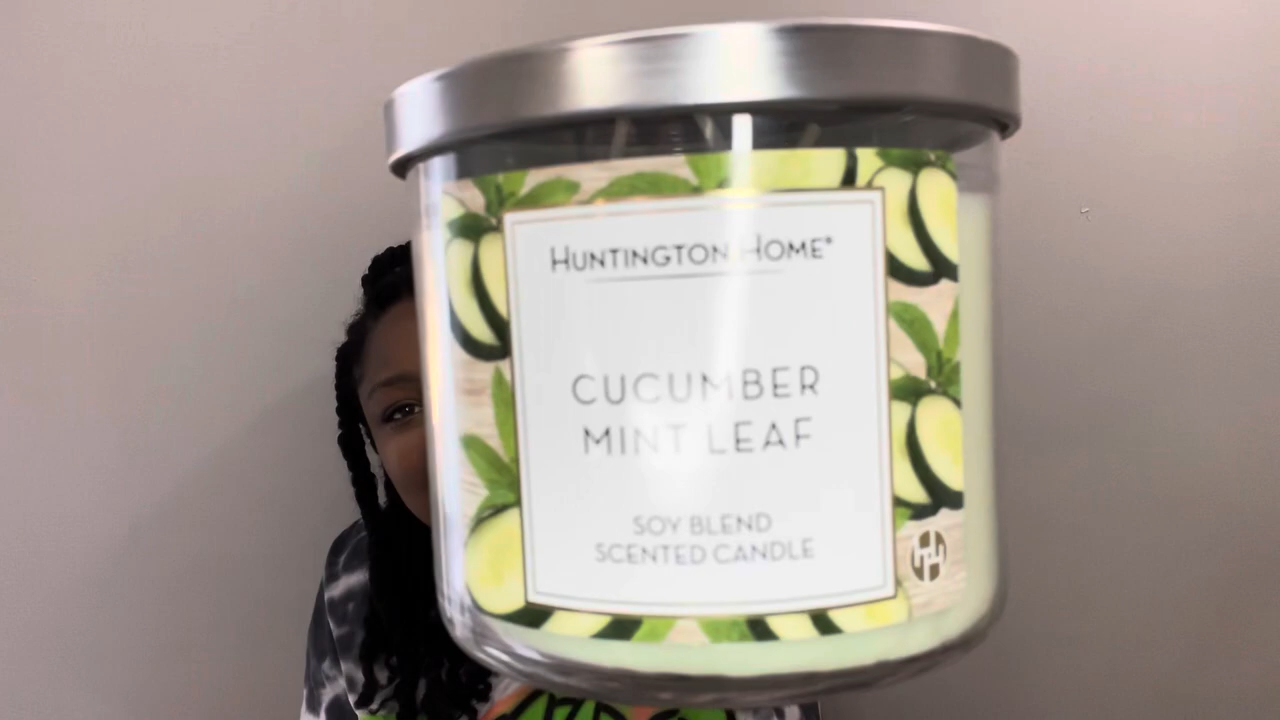 HUNTINGTON HOME®
CUCUMBER
MINT LEAF
SOY BLEND
SCENTED CANDLE